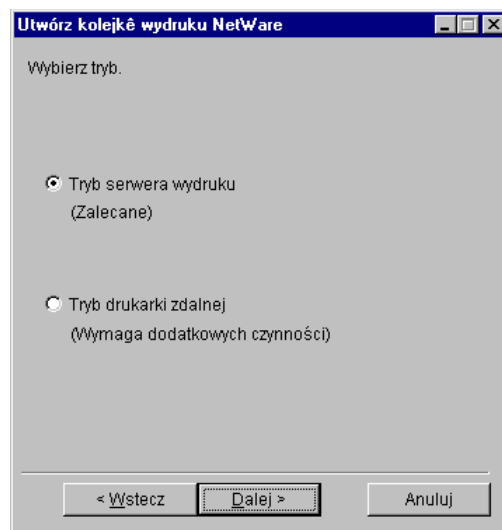 Utwórz kolejkê wydruku NetWare
Wybierz tryb.
Tryb serwera wydruku
(Zalecane)
Tryb drukarki zdalnej
(Wymaga dodatkowych czynności)
< Wstecz Dalej > Anuluj